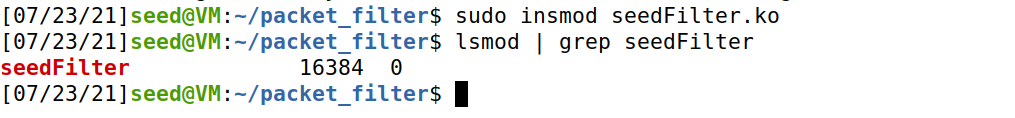 [07/23/21]seed@VM:~/packet_filter$ sudo insmod seedFilter.ko
[07/23/21]seed@VM:~/packet_filter$ lsmod | grep seedFilter
seedFilter             16384  0
[07/23/21]seed@VM:~/packet_filter$